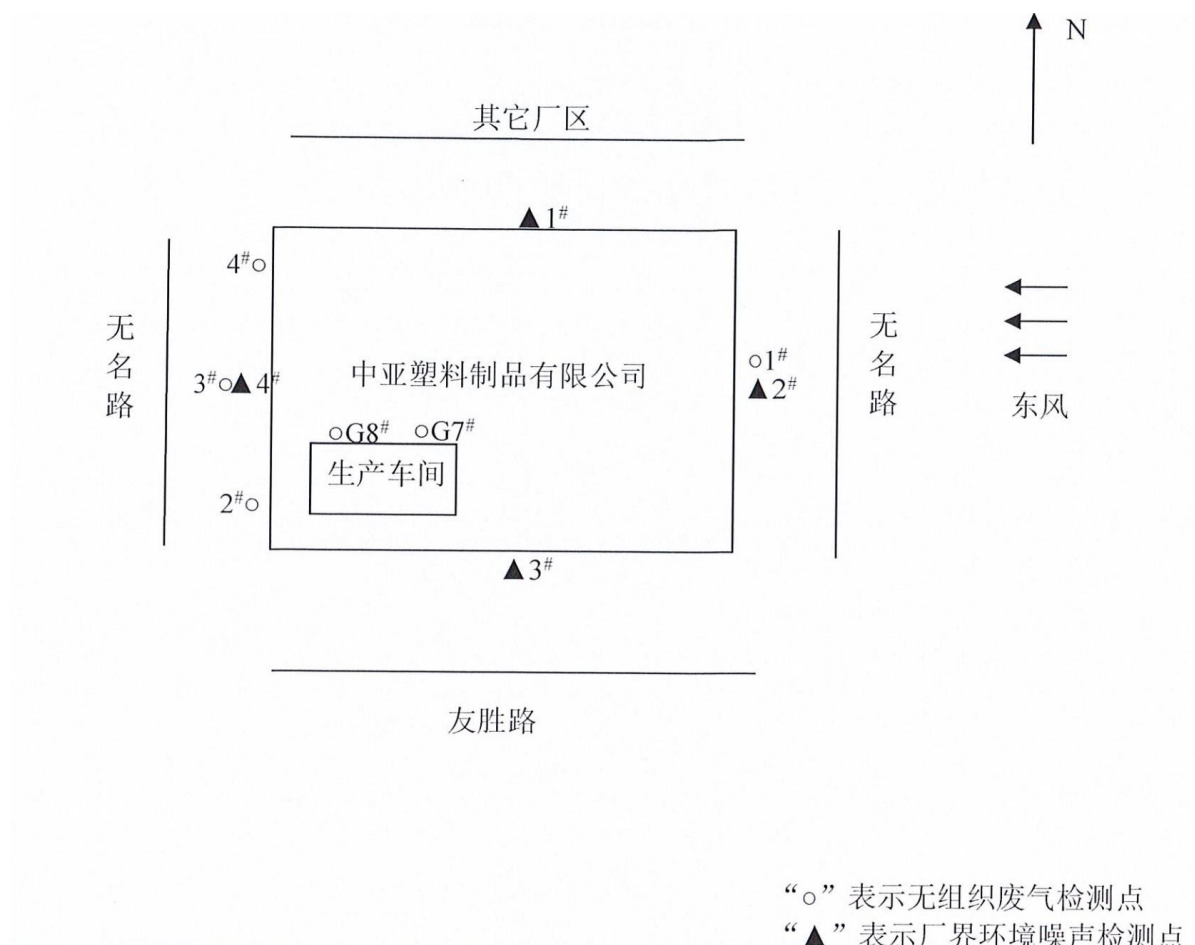 N
其它厂区
▲1#
4#○
无名路
无名路
○1#
3#○▲4#
中亚塑料制品有限公司
▲2#
东风
○G8# ○G7#
生产车间
2#○
▲3#
友胜路
“○”表示无组织废气检测点
“▲”表示厂界环境噪声检测点